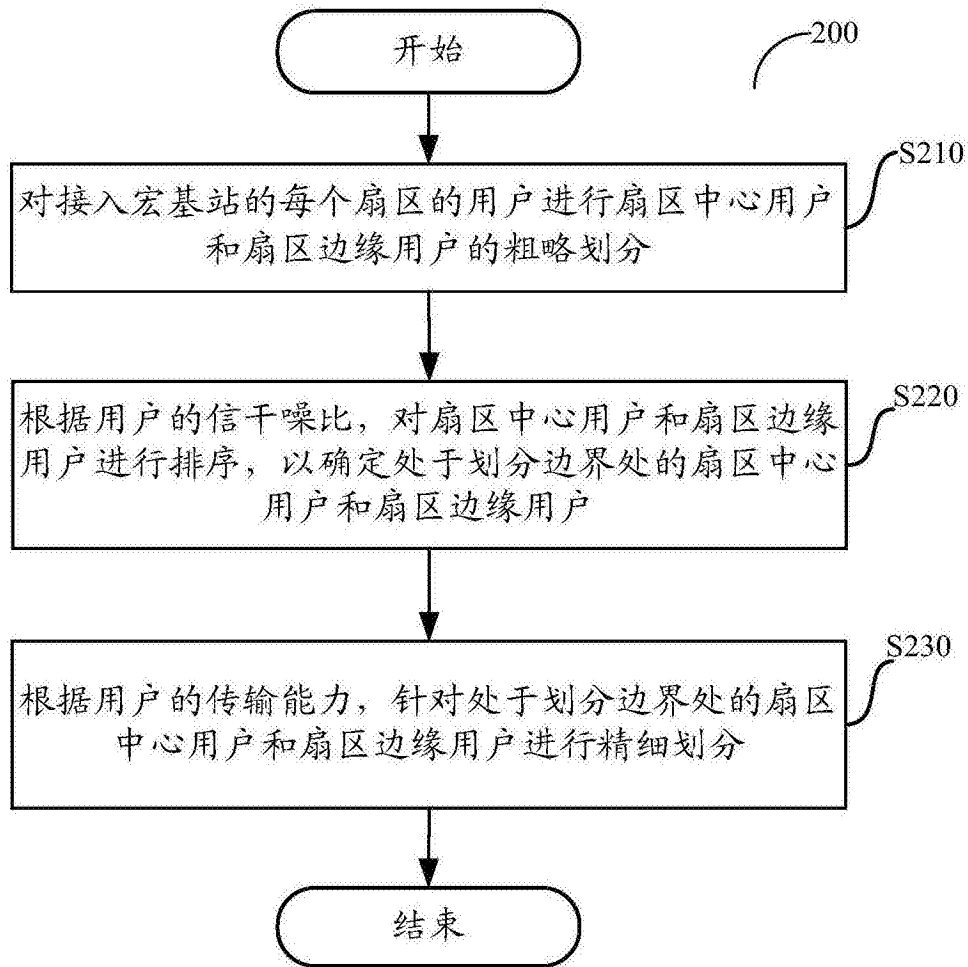 开始
200
S210
对接入宏基站的每个扇区的用户进行扇区中心用户
和扇区边缘用户的粗略划分
S220
根据用户的信干噪比，对扇区中心用户和扇区边缘
用户进行排序，以确定处于划分边界处的扇区中心
用户和扇区边缘用户
S230
根据用户的传输能力，针对处于划分边界处的扇区
中心用户和扇区边缘用户进行精细划分
结束